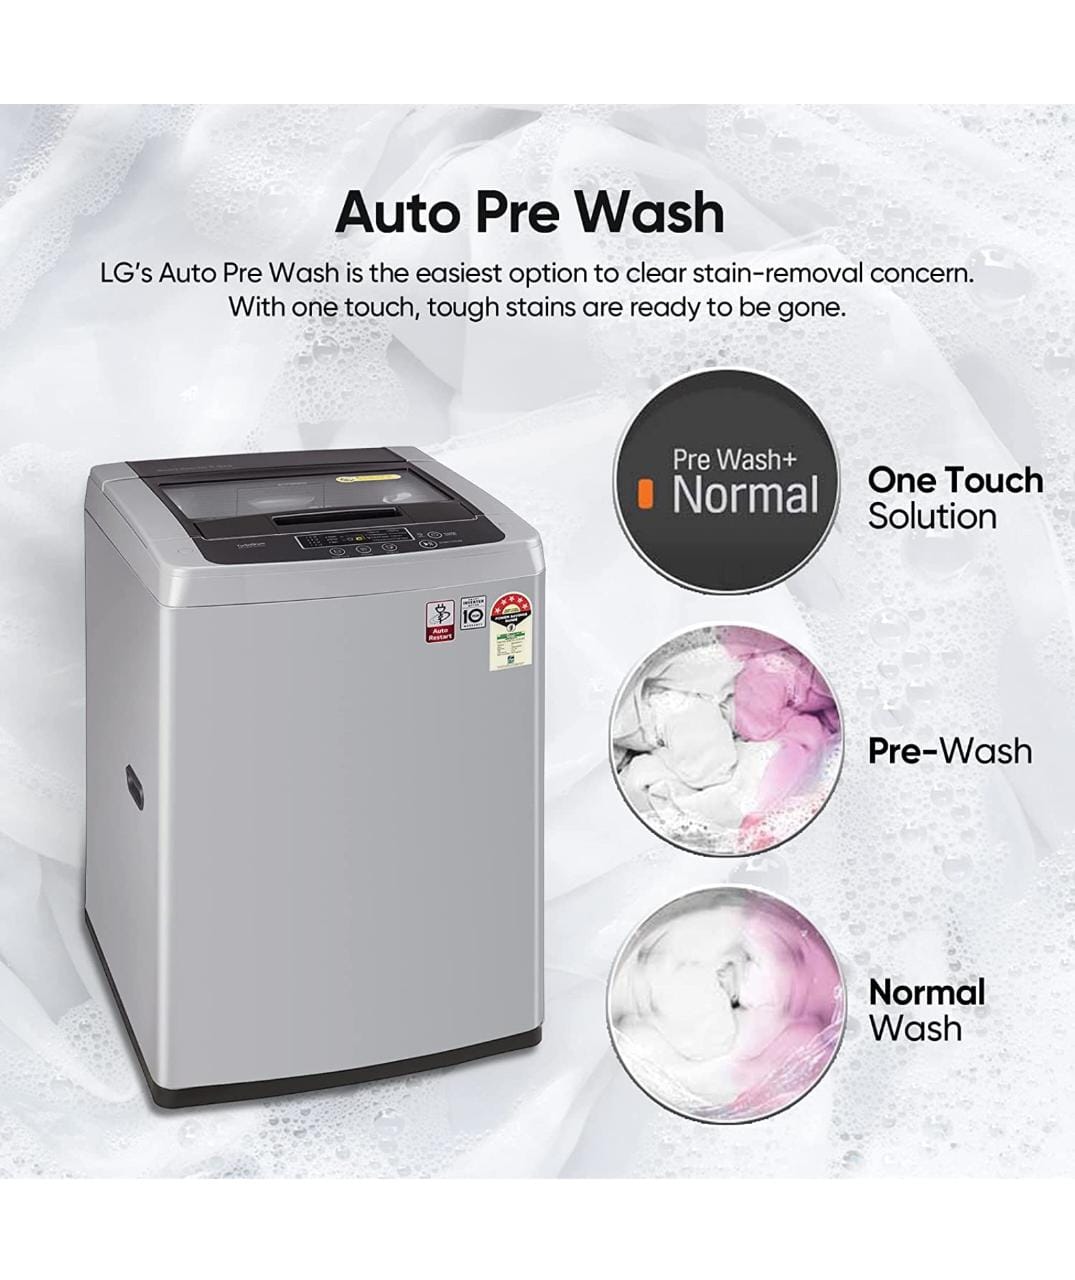 Auto Pre Wash
LG's Auto Pre Wash is the easiest option to clear stain-removal concern.
With one touch, tough stains are ready to be gone.
Pre Wash+
Normal
One Touch
Solution
Auto
Restart
INVERTER
10
Pre-Wash
Normal
Wash